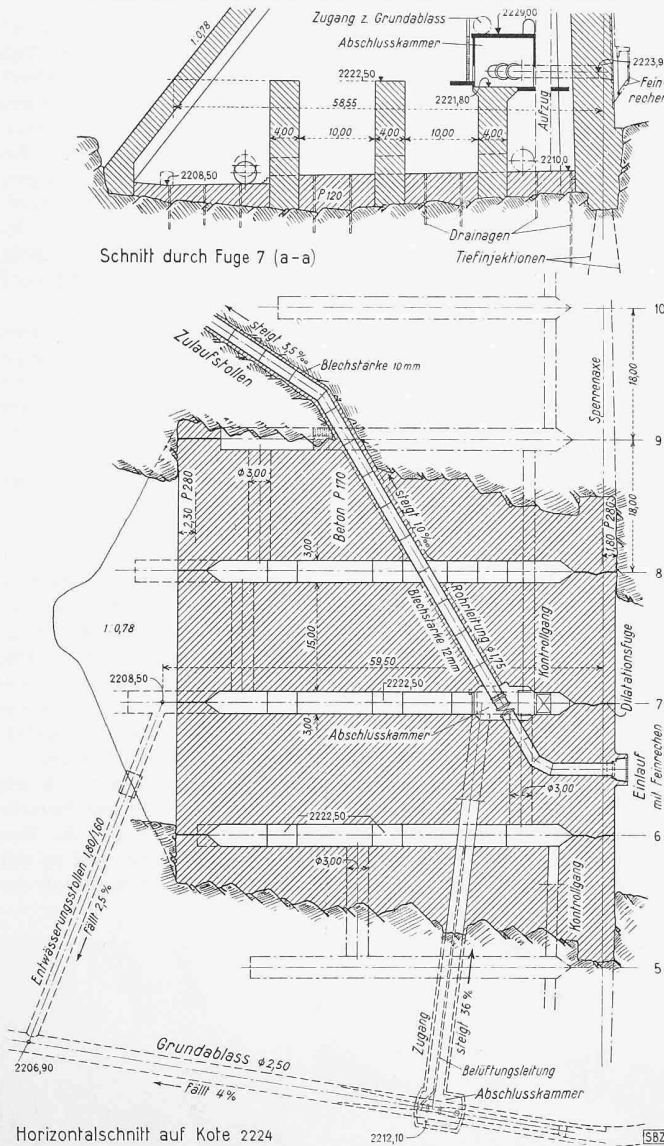 Zugang z. Grundablass
2229,00
Abschlusskammer
1:0,78
2222,50
2223,9
Fein-
rechen
58,55
2221,80
Aufzug
4,00
10,00
4,00
10,00
4,00
2208,50
2210,0
P 120
Drainagen
Schnitt durch Fuge 7 (a-a)
Tiefinjektionen
10
steigt 3,5 ‰
Zulaufstollen
Blechstärke 10 mm
Sperrenaxe
18,00
9
Ø 3,00
2,30 P 280
Beton P 170
steigt 10 ‰
18,00
1,80 P 280
3,00
8
1:0,78
15,00
Rohrleitung Ø 1,75
Blechstärke 12 mm
Kontrollgang
Dilatationsfuge
59,50
2208,50
2222,50
7
3,00
Abschlusskammer
Einlauf
mit Feinrechen
Ø 3,00
2222,50
6
Entwässerungsstollen 1,80/1,60
fällt 2,5 %
Ø 3,00
Kontrollgang
5
Zugang
steigt 36 %
Grundablass Ø 2,50
2206,90
fällt 4 %
Belüftungsleitung
Abschlusskammer
2212,10
Horizontalschnitt auf Kote 2224
SBZ